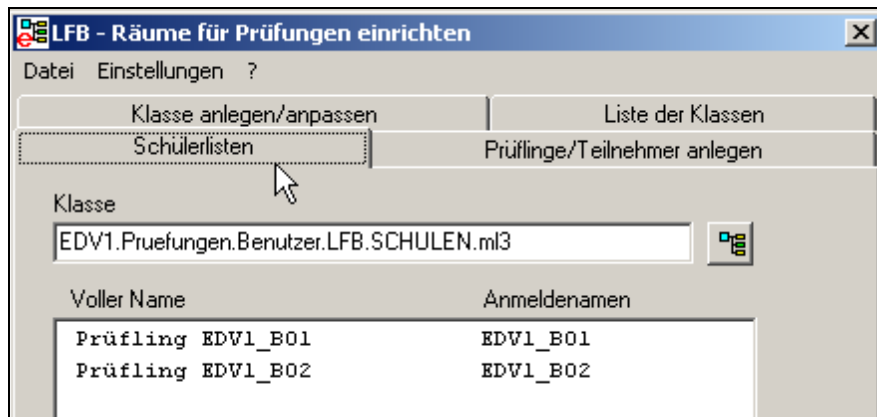 LFB - Räume für Prüfungen einrichten
Datei Einstellungen ?
Klasse anlegen/anpassen Liste der Klassen
Schülerlisten Prüflinge/Teilnehmer anlegen
Klasse
EDV1.Pruefungen.Benutzer.LFB.SCHULEN.ml3
Voller Name Anmeldenamen
Prüfling EDV1_B01 EDV1_B01
Prüfling EDV1_B02 EDV1_B02